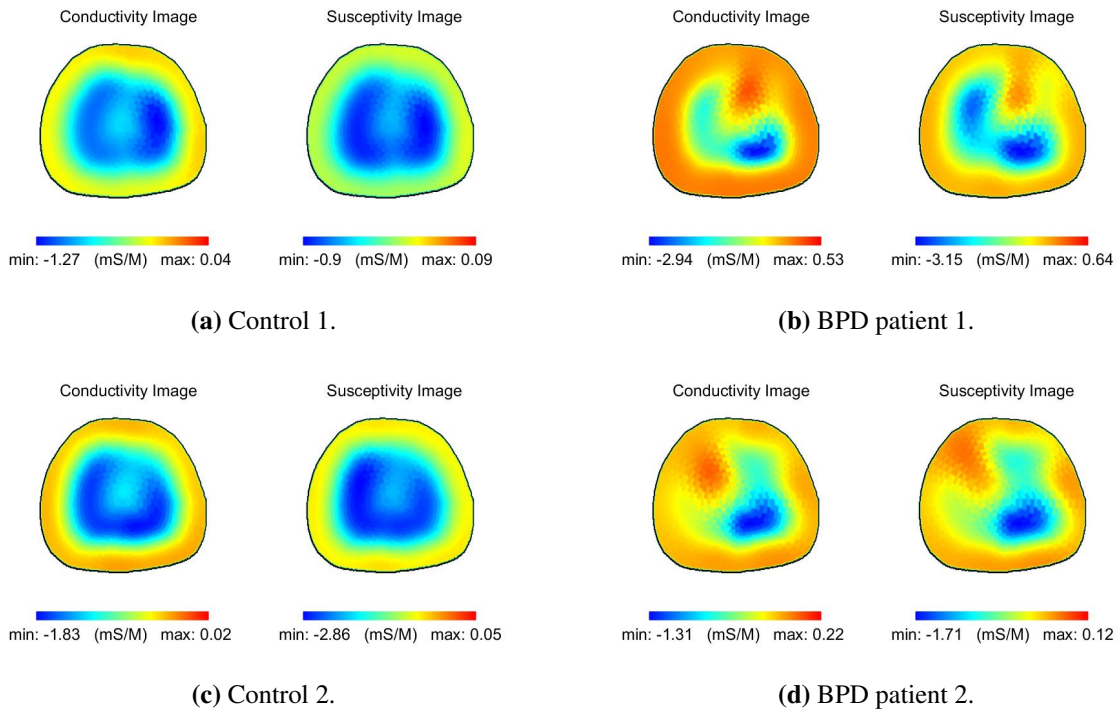 Conductivity Image Susceptivity Image Conductivity Image Susceptivity Image
min: -1.27 (mS/M) max: 0.04 min: -0.9 (mS/M) max: 0.09 min: -2.94 (mS/M) max: 0.53 min: -3.15 (mS/M) max: 0.64
(a) Control 1. (b) BPD patient 1.
Conductivity Image Susceptivity Image Conductivity Image Susceptivity Image
min: -1.83 (mS/M) max: 0.02 min: -2.86 (mS/M) max: 0.05 min: -1.31 (mS/M) max: 0.22 min: -1.71 (mS/M) max: 0.12
(c) Control 2. (d) BPD patient 2.